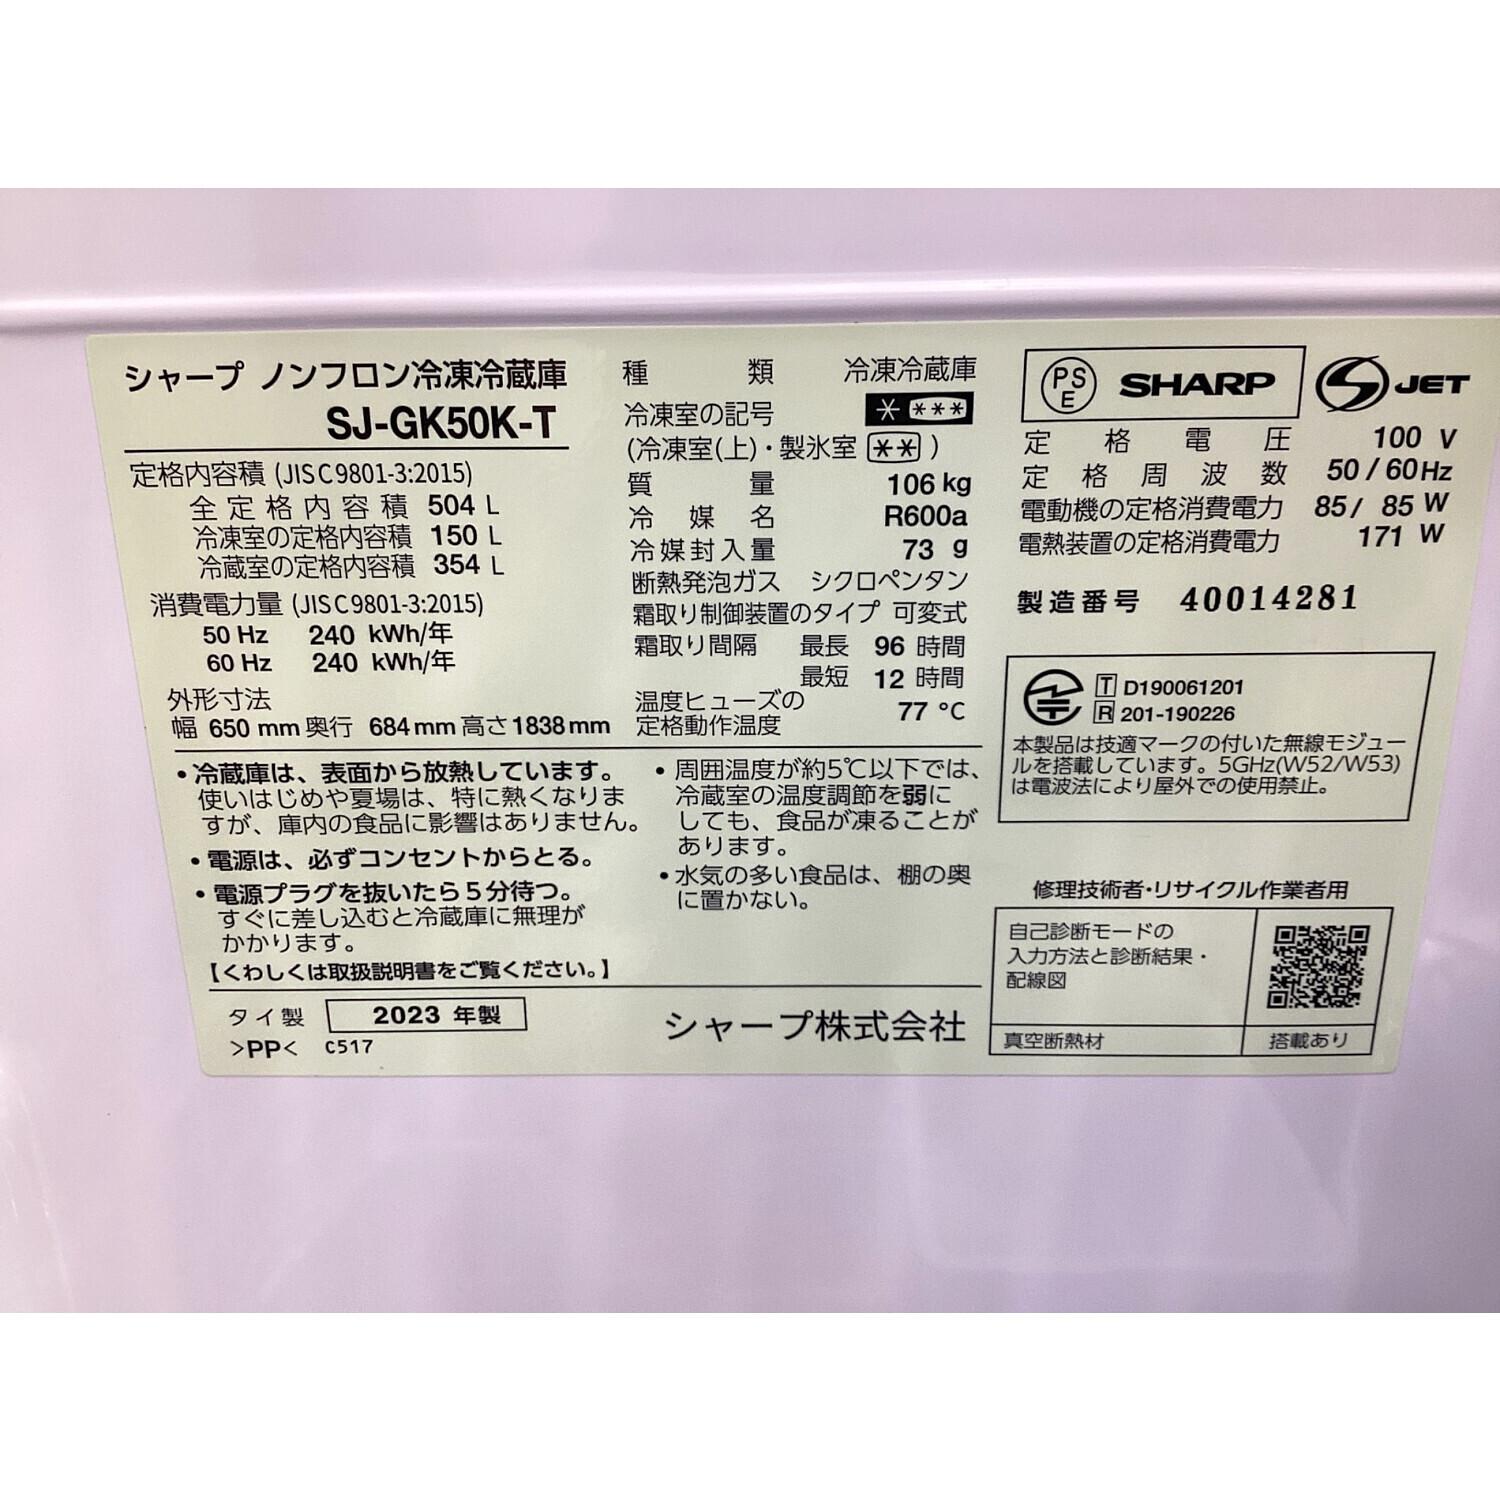 シャープ ノンフロン冷凍冷蔵庫
SJ-GK50K-T
定格内容積 (JISC9801-3:2015)
全定格内容積 504 L
冷凍室の定格内容積 150 L
冷蔵室の定格内容積 354 L
消費電力量 (JISC9801-3:2015)
50 Hz 240 kWh/年
60 Hz 240 kWh/年
外形寸法
幅 650 mm 奥行 684 mm 高さ 1838 mm
種類 冷凍冷蔵庫
冷凍室の記号 * ***
(冷凍室(上)・製氷室 ** )
質量 106 kg
冷媒名 R600a
冷媒封入量 73 g
断熱発泡ガス シクロペンタン
霜取り制御装置のタイプ 可変式
霜取り間隔 最長 96 時間
最短 12 時間
温度ヒューズの
定格動作温度 77 °C
PSE SHARP S JET
定格電圧 100 V
定格周波数 50 / 60 Hz
電動機の定格消費電力 85 / 85 W
電熱装置の定格消費電力 171 W
製造番号 40014281
T D190061201
R 201-190226
本製品は技適マークの付いた無線モジュー
ルを搭載しています。5GHz(W52/W53)
は電波法により屋外での使用禁止。
・冷蔵庫は、表面から放熱しています。
使いはじめや夏場は、特に熱くなりま
すが、庫内の食品に影響はありません。
・電源は、必ずコンセントからとる。
・電源プラグを抜いたら5分待つ。
すぐに差し込むと冷蔵庫に無理が
かかります。
【くわしくは取扱説明書をご覧ください。】
・周囲温度が約5℃以下では、
冷蔵室の温度調節を弱に
しても、食品が凍ることが
あります。
・水気の多い食品は、棚の奥
に置かない。
修理技術者・リサイクル作業者用
自己診断モードの
入力方法と診断結果・
配線図
真空断熱材 搭載あり
タイ製 2023 年製
>PP< C517
シャープ株式会社